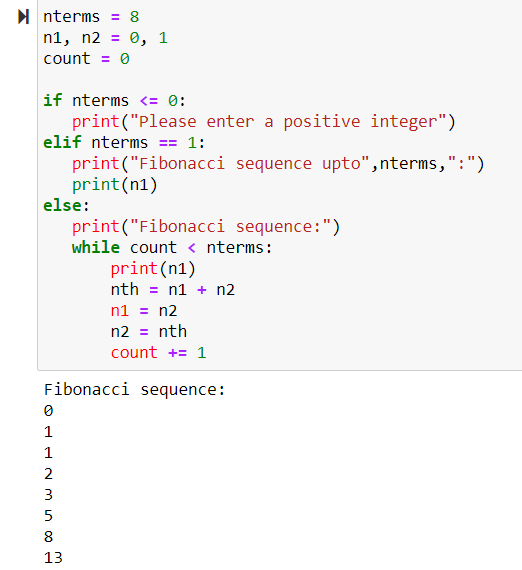 nterms = 8
n1, n2 = 0, 1
count = 0

if nterms <= 0:
   print("Please enter a positive integer")
elif nterms == 1:
   print("Fibonacci sequence upto",nterms,":")
   print(n1)
else:
   print("Fibonacci sequence:")
   while count < nterms:
       print(n1)
       nth = n1 + n2
       n1 = n2
       n2 = nth
       count += 1
Fibonacci sequence:
0
1
1
2
3
5
8
13